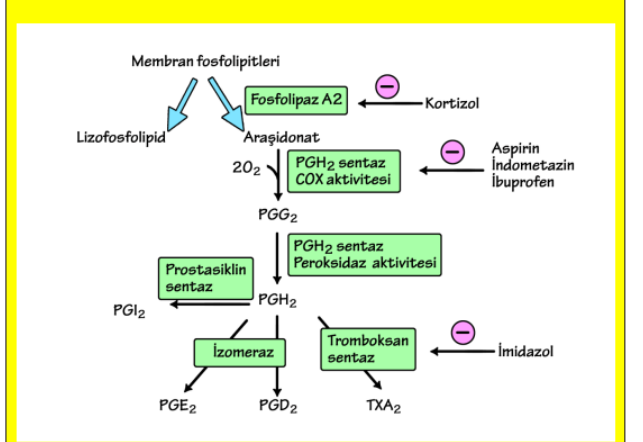 Membran fosfolipitleri
Fosfolipaz A2
Kortizol
Lizofosfolipid
Araşidonat
2O₂
PGH₂ sentaz
COX aktivitesi
Aspirin
İndometazin
İbuprofen
PGG₂
PGH₂ sentaz
Peroksidaz aktivitesi
Prostasiklin
sentaz
PGI₂
PGH₂
İzomeraz
Tromboksan
sentaz
İmidazol
PGE₂
PGD₂
TXA₂